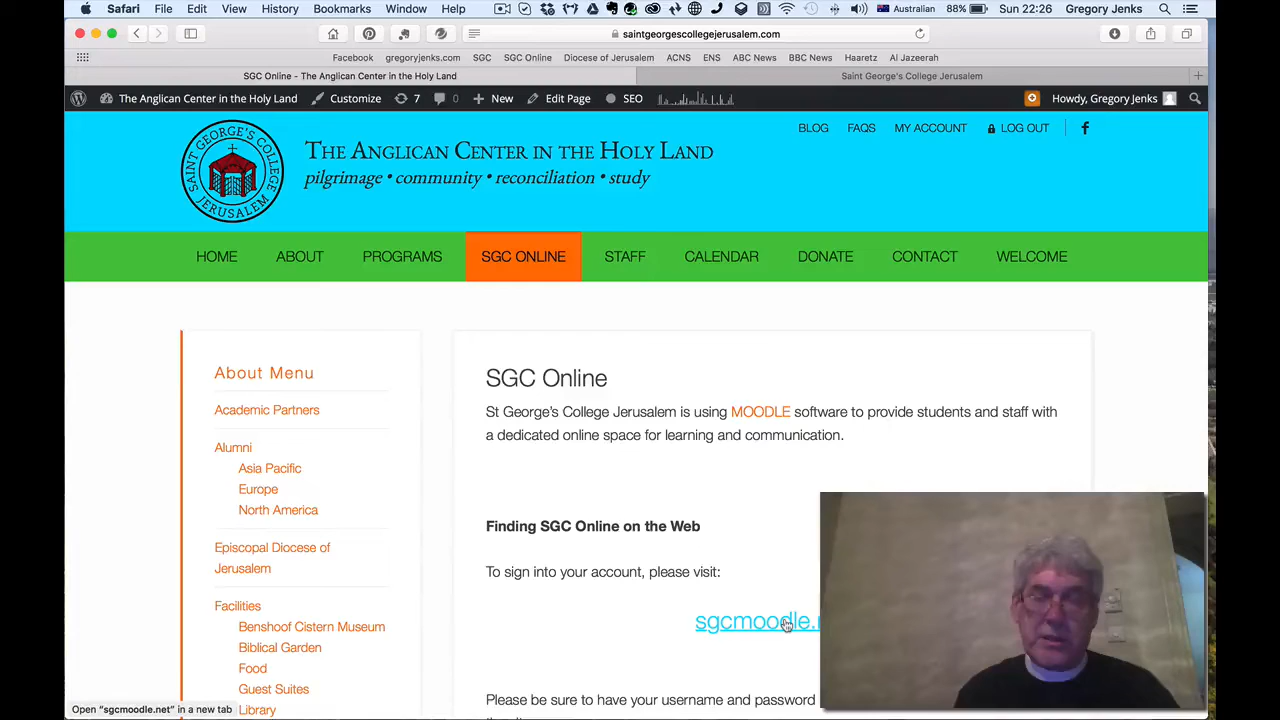 Safari File Edit View History Bookmarks Window Help Australian 88% Sun 22:26 Gregory Jenks
saintgeorgescollegejerusalem.com
Facebook gregoryjenks.com SGC SGC Online Diocese of Jerusalem ACNS ENS ABC News BBC News Haaretz Al Jazeerah
SGC Online - The Anglican Center in the Holy Land Saint George's College Jerusalem
The Anglican Center in the Holy Land Customize 7 0 New Edit Page SEO Howdy, Gregory Jenks
BLOG FAQS MY ACCOUNT LOG OUT
SAINT GEORGE'S COLLEGE JERUSALEM
The Anglican Center in the Holy Land
pilgrimage • community • reconciliation • study
HOME ABOUT PROGRAMS SGC ONLINE STAFF CALENDAR DONATE CONTACT WELCOME
About Menu
Academic Partners
Alumni
Asia Pacific
Europe
North America
Episcopal Diocese of
Jerusalem
Facilities
Benshoof Cistern Museum
Biblical Garden
Food
Guest Suites
Library
SGC Online
St George's College Jerusalem is using MOODLE software to provide students and staff with
a dedicated online space for learning and communication.
Finding SGC Online on the Web
To sign into your account, please visit:
sgcmoodle.
Please be sure to have your username and password
Open "sgcmoodle.net" in a new tab